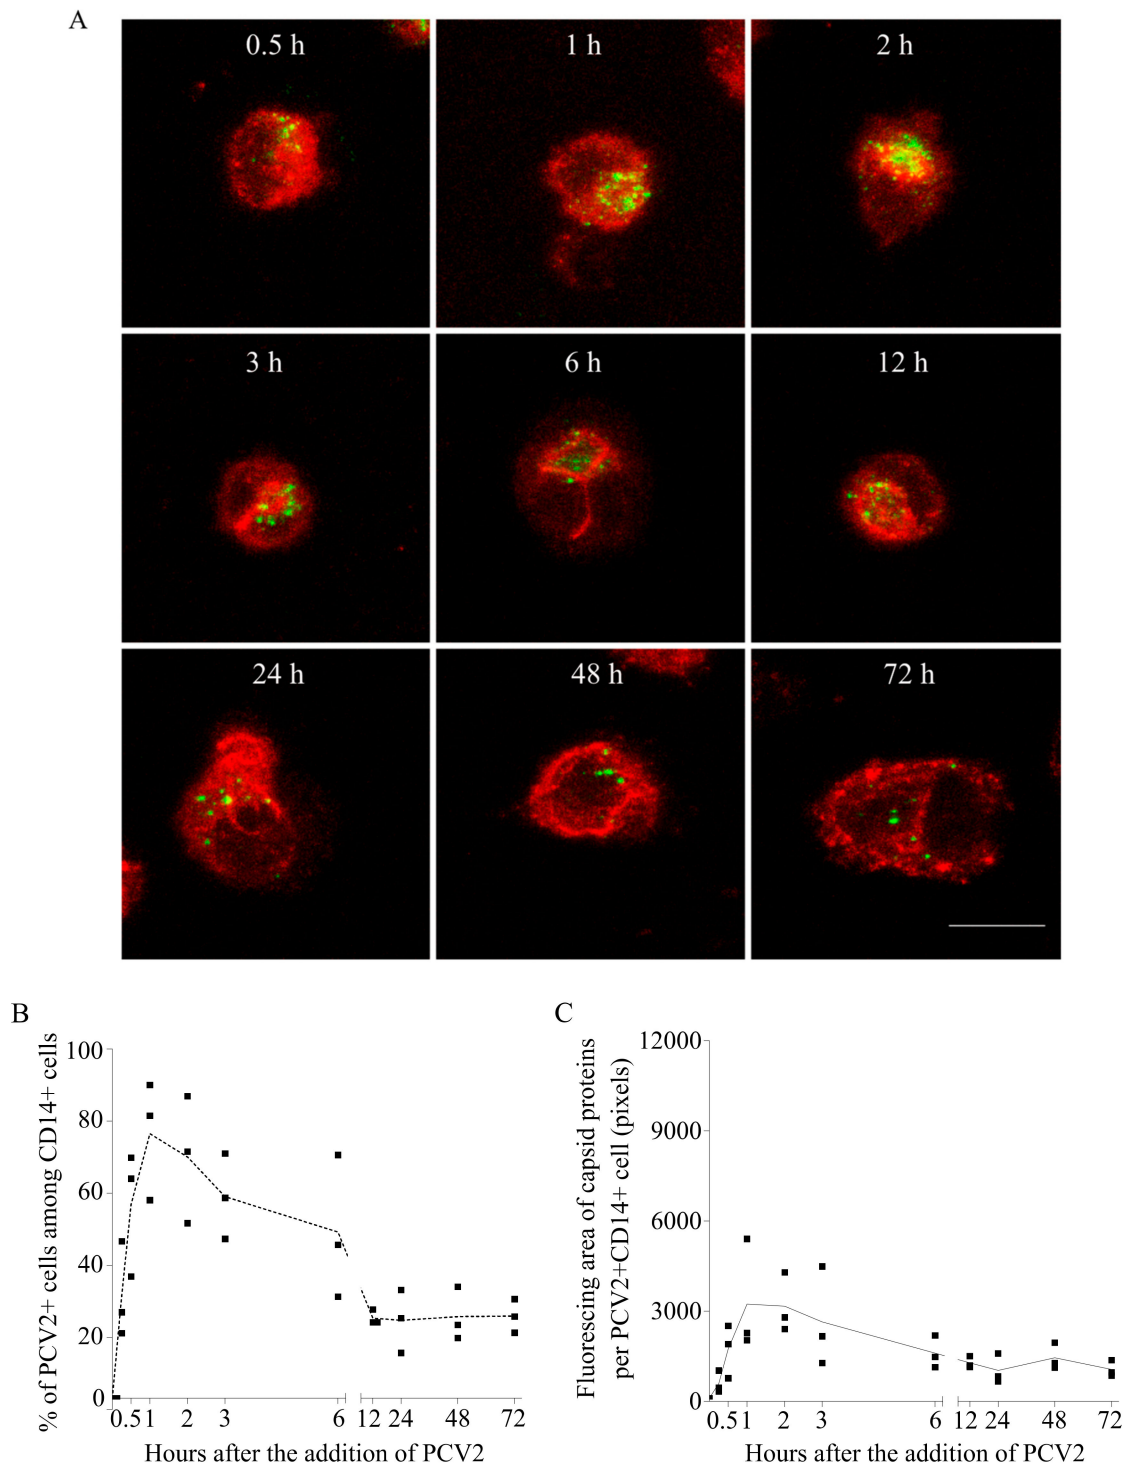 A
0.5 h
1 h
2 h
3 h
6 h
12 h
24 h
48 h
72 h
B
% of PCV2+ cells among CD14+ cells
100
80
60
40
20
0
0.5 1 2 3 6 12 24 48 72
Hours after the addition of PCV2
C
Fluorescing area of capsid proteins
per PCV2+CD14+ cell (pixels)
12000
9000
6000
3000
0
0.5 1 2 3 6 12 24 48 72
Hours after the addition of PCV2